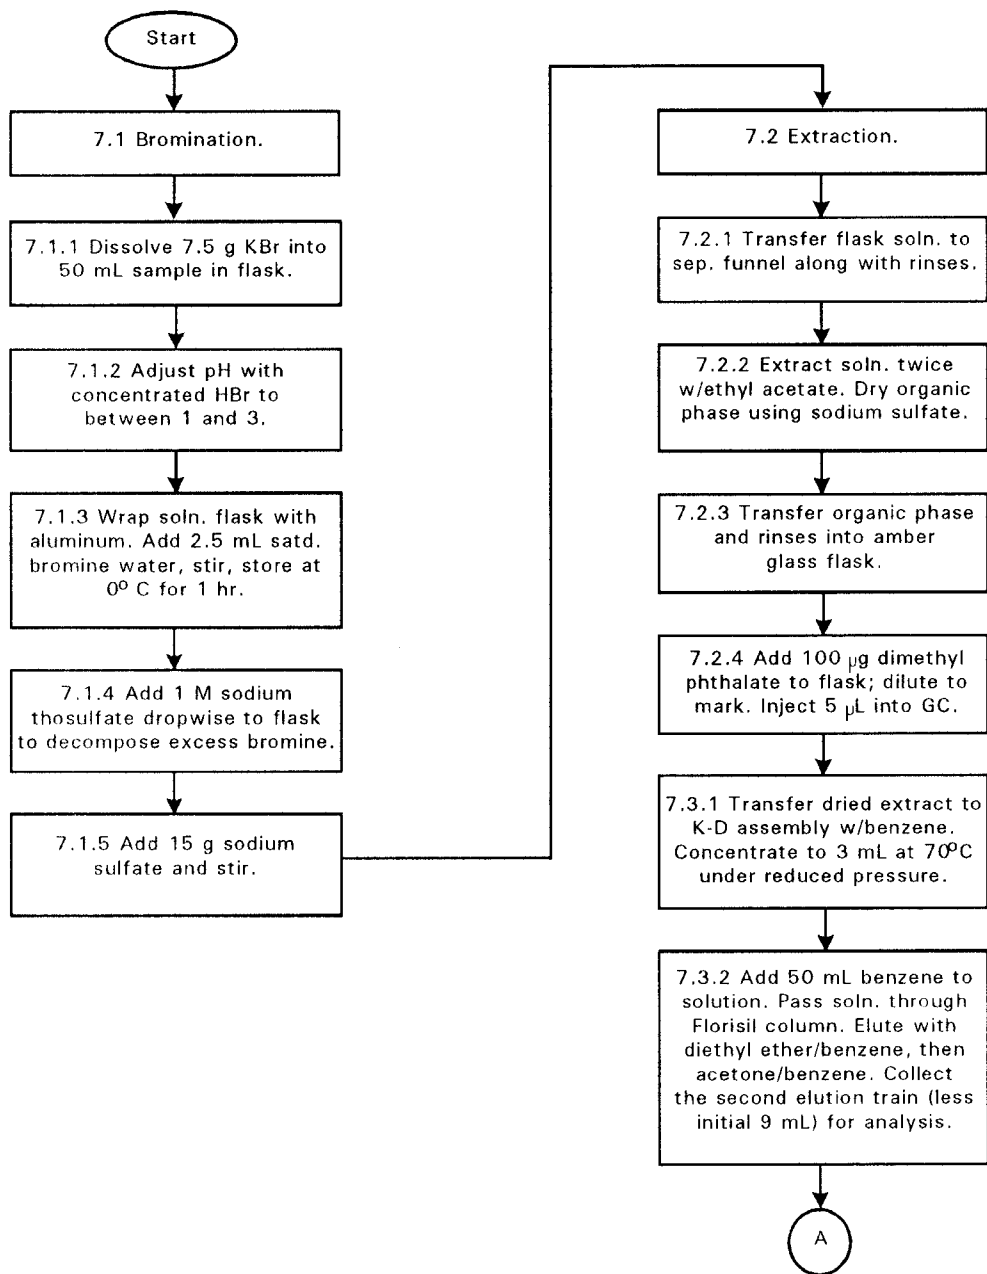 Start
7.1 Bromination.
7.1.1 Dissolve 7.5 g KBr into
50 mL sample in flask.
7.1.2 Adjust pH with
concentrated HBr to
between 1 and 3.
7.1.3 Wrap soln. flask with
aluminum. Add 2.5 mL satd.
bromine water, stir, store at
0° C for 1 hr.
7.1.4 Add 1 M sodium
thosulfate dropwise to flask
to decompose excess bromine.
7.1.5 Add 15 g sodium
sulfate and stir.
7.2 Extraction.
7.2.1 Transfer flask soln. to
sep. funnel along with rinses.
7.2.2 Extract soln. twice
w/ethyl acetate. Dry organic
phase using sodium sulfate.
7.2.3 Transfer organic phase
and rinses into amber
glass flask.
7.2.4 Add 100 µg dimethyl
phthalate to flask; dilute to
mark. Inject 5 µL into GC.
7.3.1 Transfer dried extract to
K-D assembly w/benzene.
Concentrate to 3 mL at 70°C
under reduced pressure.
7.3.2 Add 50 mL benzene to
solution. Pass soln. through
Florisil column. Elute with
diethyl ether/benzene, then
acetone/benzene. Collect
the second elution train (less
initial 9 mL) for analysis.
A